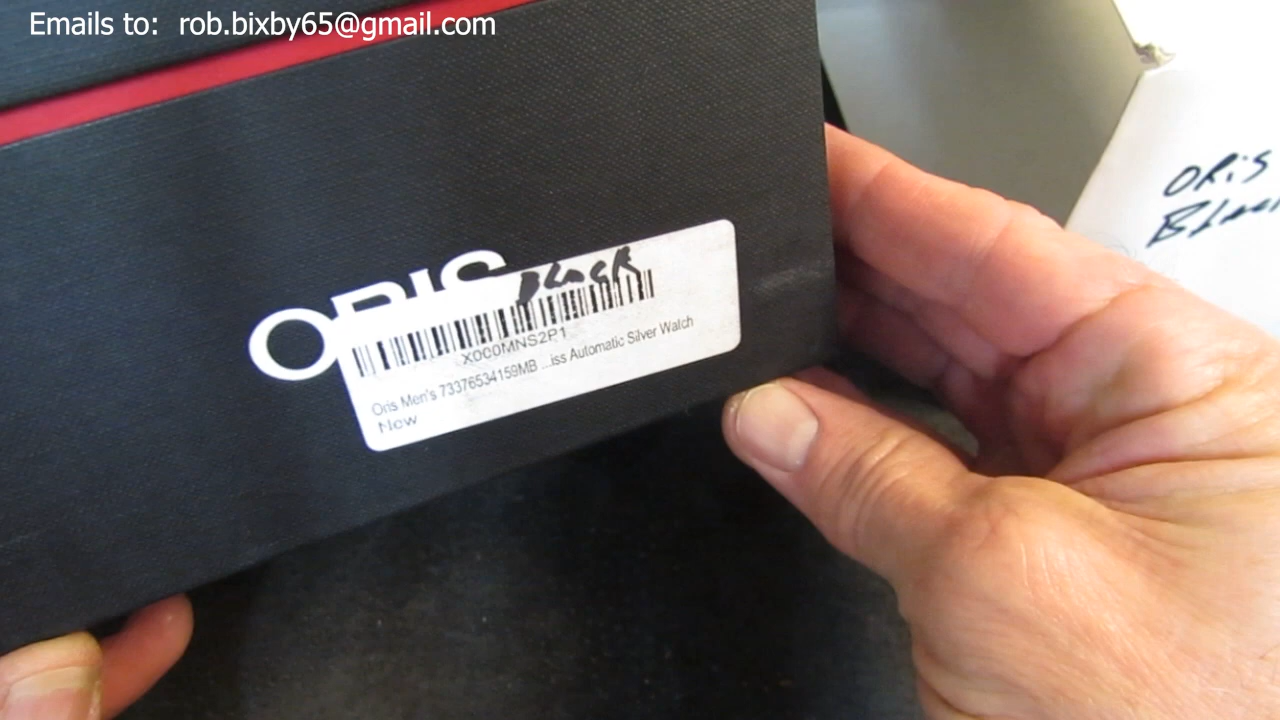 Emails to: rob.bixby65@gmail.com
ORIS
BLACK
X000MNS2P1
Oris Men's 73376534159MB ...iss Automatic Silver Watch
New
ORiS